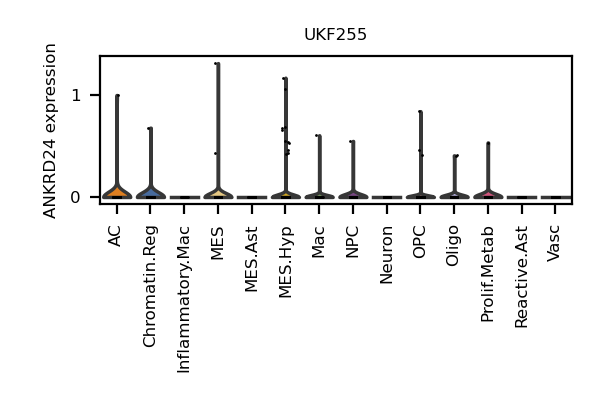 UKF255
ANKRD24 expression
1
0
AC
Chromatin.Reg
Inflammatory.Mac
MES
MES.Ast
MES.Hyp
Mac
NPC
Neuron
OPC
Oligo
Prolif.Metab
Reactive.Ast
Vasc